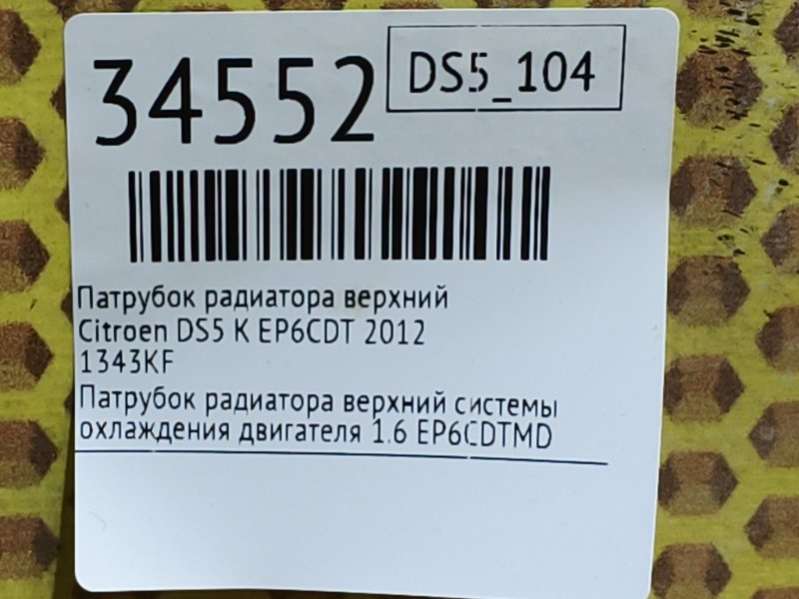 34552
DS5_104
Патрубок радиатора верхний
Citroen DS5 K EP6CDT 2012
1343KF
Патрубок радиатора верхний системы
охлаждения двигателя 1.6 EP6CDTMD